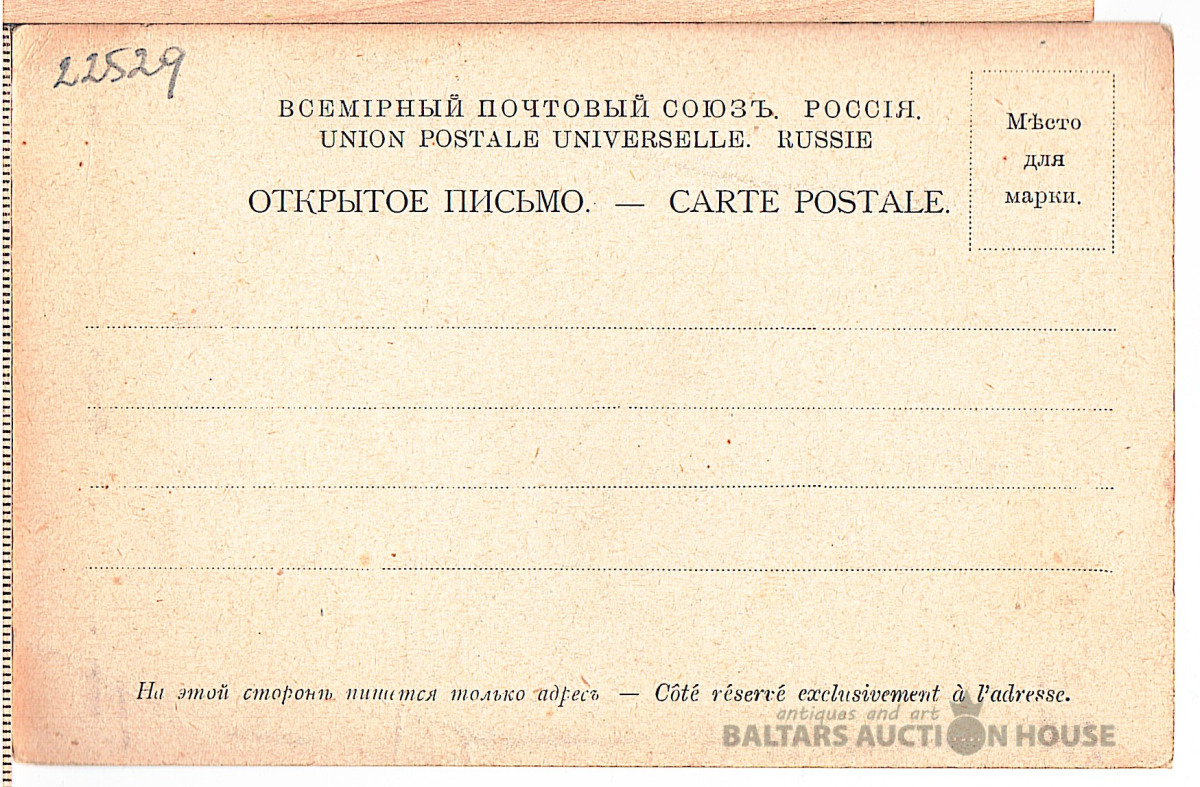 22529
ВСЕМІРНЫЙ ПОЧТОВЫЙ СОЮЗЪ. РОССІЯ.
UNION POSTALE UNIVERSELLE. RUSSIE
ОТКРЫТОЕ ПИСЬМО. — CARTE POSTALE.
Мѣсто
для
марки.
На этой сторонѣ пишется только адресъ — Côté réservé exclusivement à l'adresse.
antiques and art
BALTARS AUCTION HOUSE